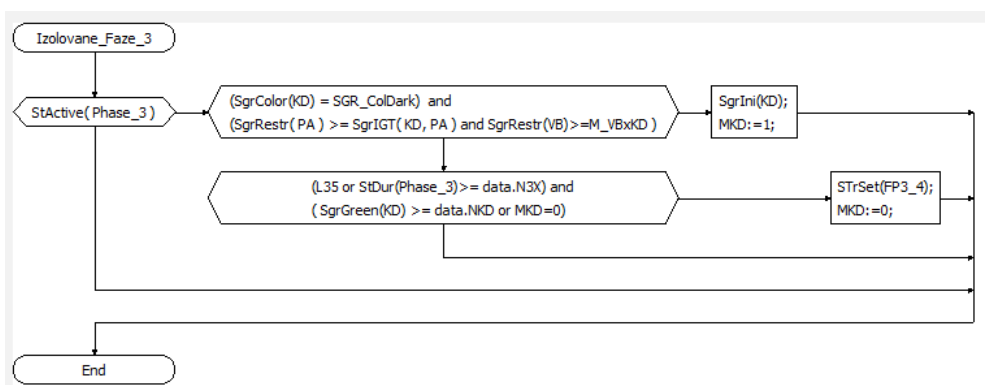 Izolovane_Faze_3
StActive( Phase_3 )
(SgrColor(KD) = SGR_ColDark) and
(SgrRestr( PA ) >= SgrIGT( KD, PA ) and SgrRestr(VB)>=M_VBxKD )
SgrIni(KD);
MKD:=1;
(L35 or StDur(Phase_3)>= data.N3X) and
( SgrGreen(KD) >= data.NKD or MKD=0)
STrSet(FP3_4);
MKD:=0;
End